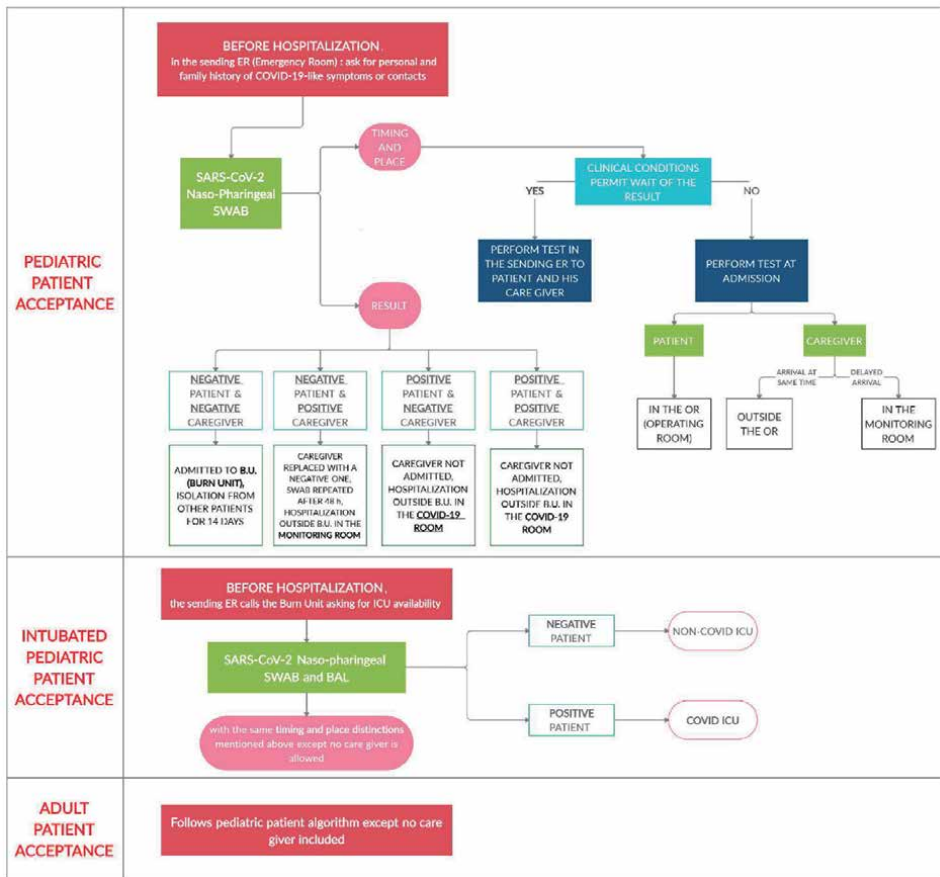 PEDIATRIC
PATIENT
ACCEPTANCE
BEFORE HOSPITALIZATION,
in the sending ER (Emergency Room) : ask for personal and
family history of COVID-19-like symptoms or contacts
SARS-CoV-2
Naso-Pharingeal
SWAB
TIMING
AND
PLACE
CLINICAL CONDITIONS
PERMIT WAIT OF THE
RESULT
YES
NO
PERFORM TEST IN
THE SENDING ER TO
PATIENT AND HIS
CARE GIVER
PERFORM TEST AT
ADMISSION
PATIENT
CAREGIVER
ARRIVAL AT
SAME TIME
DELAYED
ARRIVAL
IN THE OR
(OPERATING
ROOM)
OUTSIDE
THE OR
IN THE
MONITORING
ROOM
RESULT
NEGATIVE
PATIENT &
NEGATIVE
CAREGIVER
NEGATIVE
PATIENT &
POSITIVE
CAREGIVER
POSITIVE
PATIENT &
NEGATIVE
CAREGIVER
POSITIVE
PATIENT &
POSITIVE
CAREGIVER
ADMITTED TO B.U.
(BURN UNIT),
ISOLATION FROM
OTHER PATIENTS
FOR 14 DAYS
CAREGIVER
REPLACED WITH A
NEGATIVE ONE,
SWAB REPEATED
AFTER 48 h,
HOSPITALIZATION
OUTSIDE B.U. IN THE
MONITORING ROOM
CAREGIVER NOT
ADMITTED,
HOSPITALIZATION
OUTSIDE B.U. IN
THE COVID-19
ROOM
CAREGIVER NOT
ADMITTED,
HOSPITALIZATION
OUTSIDE B.U. IN
THE COVID-19
ROOM
INTUBATED
PEDIATRIC
PATIENT
ACCEPTANCE
BEFORE HOSPITALIZATION,
the sending ER calls the Burn Unit asking for ICU availability
SARS-CoV-2 Naso-pharingeal
SWAB and BAL
with the same timing and place distinctions
mentioned above except no care giver is
allowed
NEGATIVE
PATIENT
NON-COVID ICU
POSITIVE
PATIENT
COVID ICU
ADULT
PATIENT
ACCEPTANCE
Follows pediatric patient algorithm except no care
giver included